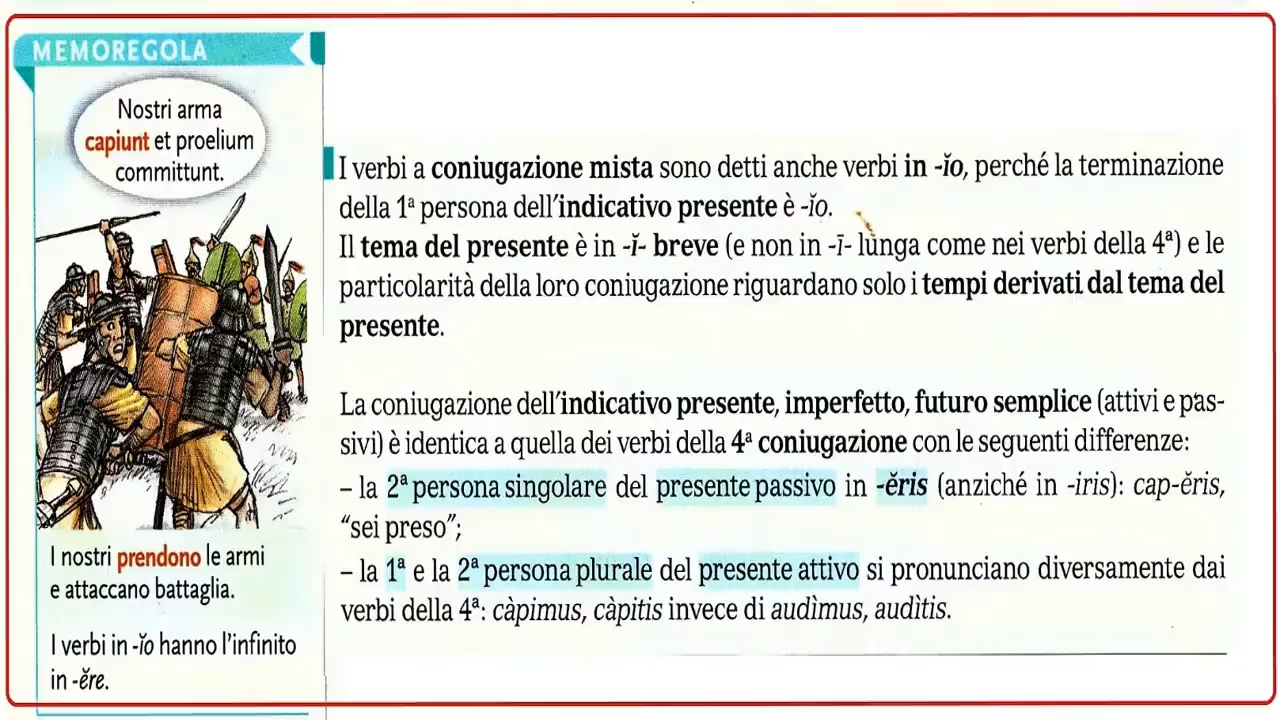 MEMOREGOLA
Nostri arma
capiunt et proelium
committunt.
I nostri prendono le armi
e attaccano battaglia.
I verbi in -ĭo hanno l'infinito
in -ĕre.
I verbi a coniugazione mista sono detti anche verbi in -ĭo, perché la terminazione
della 1ª persona dell'indicativo presente è -ĭo.
Il tema del presente è in -ĭ- breve (e non in -ī- lunga come nei verbi della 4ª) e le
particolarità della loro coniugazione riguardano solo i tempi derivati dal tema del
presente.
La coniugazione dell'indicativo presente, imperfetto, futuro semplice (attivi e pas-
sivi) è identica a quella dei verbi della 4ª coniugazione con le seguenti differenze:
– la 2ª persona singolare del presente passivo in -ĕris (anziché in -iris): cap-ĕris,
“sei preso”;
– la 1ª e la 2ª persona plurale del presente attivo si pronunciano diversamente dai
verbi della 4ª: càpimus, càpitis invece di audìmus, audìtis.